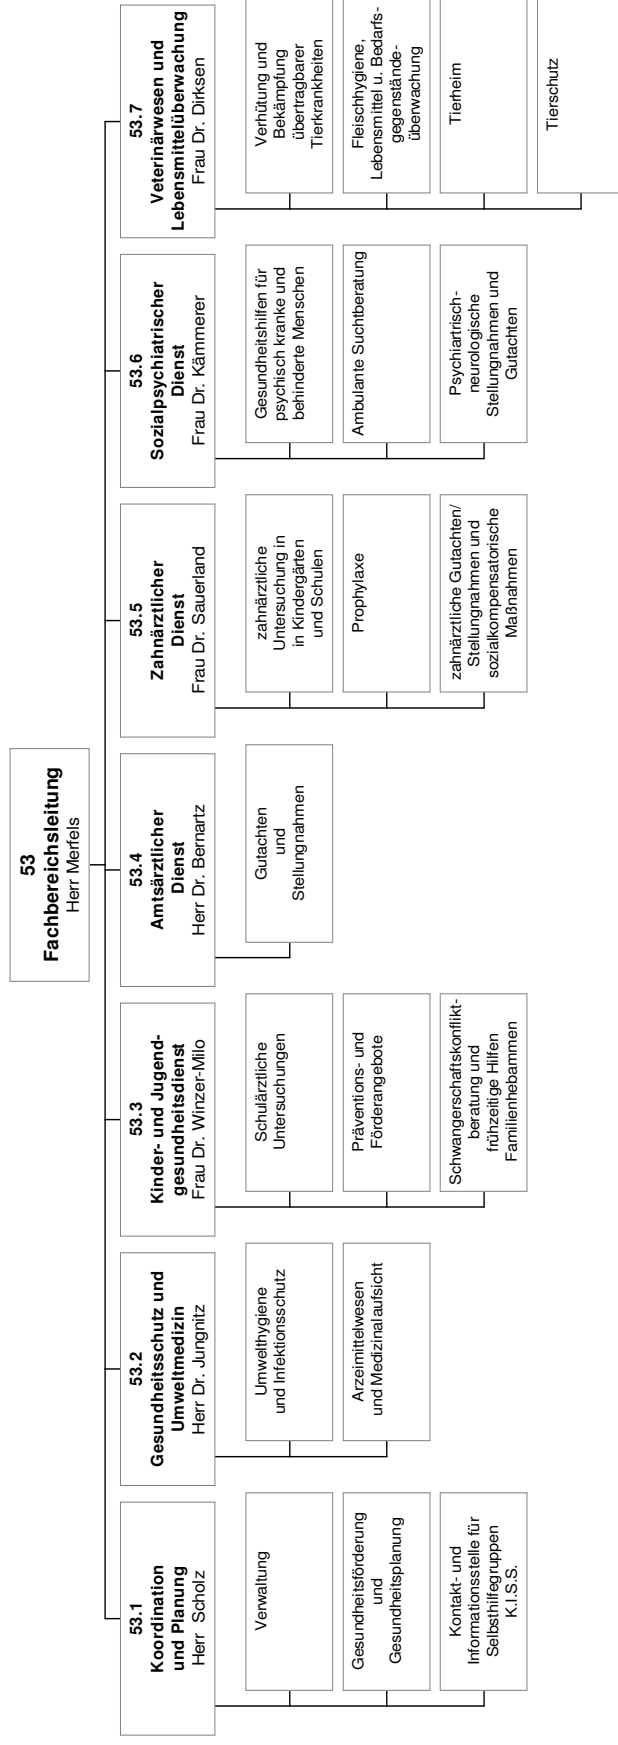 53
Fachbereichsleitung
Herr Merfels
53.1
Koordination
und Planung
Herr Scholz
Verwaltung
Gesundheitsförderung
und
Gesundheitsplanung
Kontakt- und
Informationsstelle für
Selbsthilfegruppen
K.I.S.S.
53.2
Gesundheitsschutz und
Umweltmedizin
Herr Dr. Jungnitz
Umwelthygiene
und Infektionsschutz
Arzeimittelwesen
und Medizinalaufsicht
53.3
Kinder- und Jugend-
gesundheitsdienst
Frau Dr. Winzer-Milo
Schulärztliche
Untersuchungen
Präventions- und
Förderangebote
Schwangerschaftskonflikt-
beratung und
frühzeitige Hilfen
Familienhebammen
53.4
Amtsärztlicher
Dienst
Herr Dr. Bernartz
Gutachten
und
Stellungnahmen
53.5
Zahnärztlicher
Dienst
Frau Dr. Sauerland
zahnärztliche
Untersuchung in
in Kindergärten
und Schulen
Prophylaxe
zahnärztliche Gutachten/
Stellungnahmen und
sozialkompensatorische
Maßnahmen
53.6
Sozialpsychiatrischer
Dienst
Frau Dr. Kämmerer
Gesundheitshilfen für
psychisch kranke und
behinderte Menschen
Ambulante Suchtberatung
Psychiartrisch-
neurologische
Stellungnahmen und
Gutachten
53.7
Veterinärwesen und
Lebensmittelüberwachung
Frau Dr. Dirksen
Verhütung und
Bekämpfung
übertragbarer
Tierkrankheiten
Fleischhygiene,
Lebensmittel u. Bedarfs-
gegenstände-
überwachung
Tierheim
Tierschutz